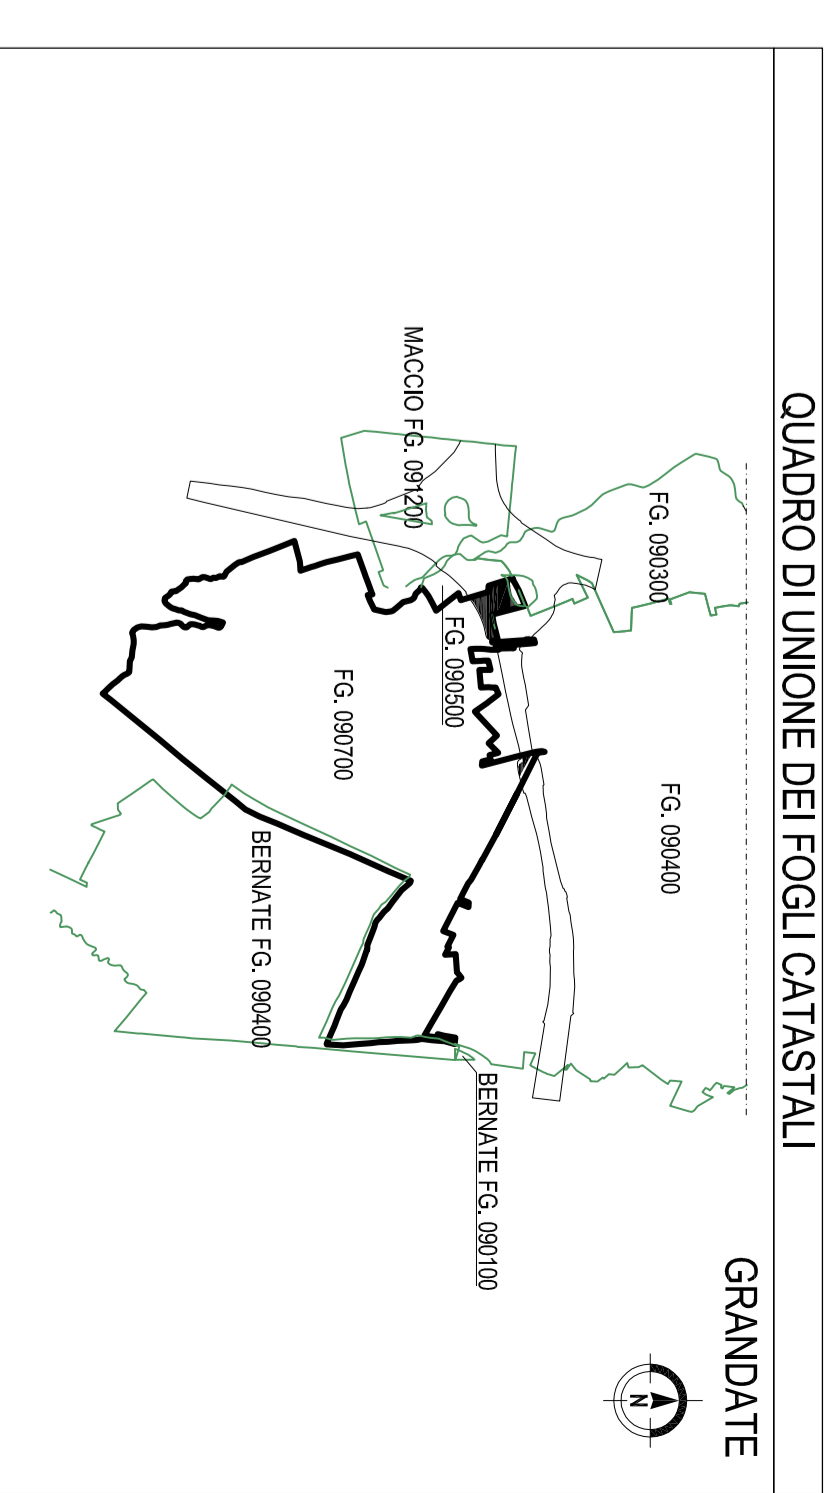 QUADRO DI UNIONE DEI FOGLI CATASTALI
GRANDATE
N
FG. 090300
FG. 090400
MACCIO FG. 091200
FG. 090500
BERNATE FG. 090100
FG. 090700
BERNATE FG. 090400